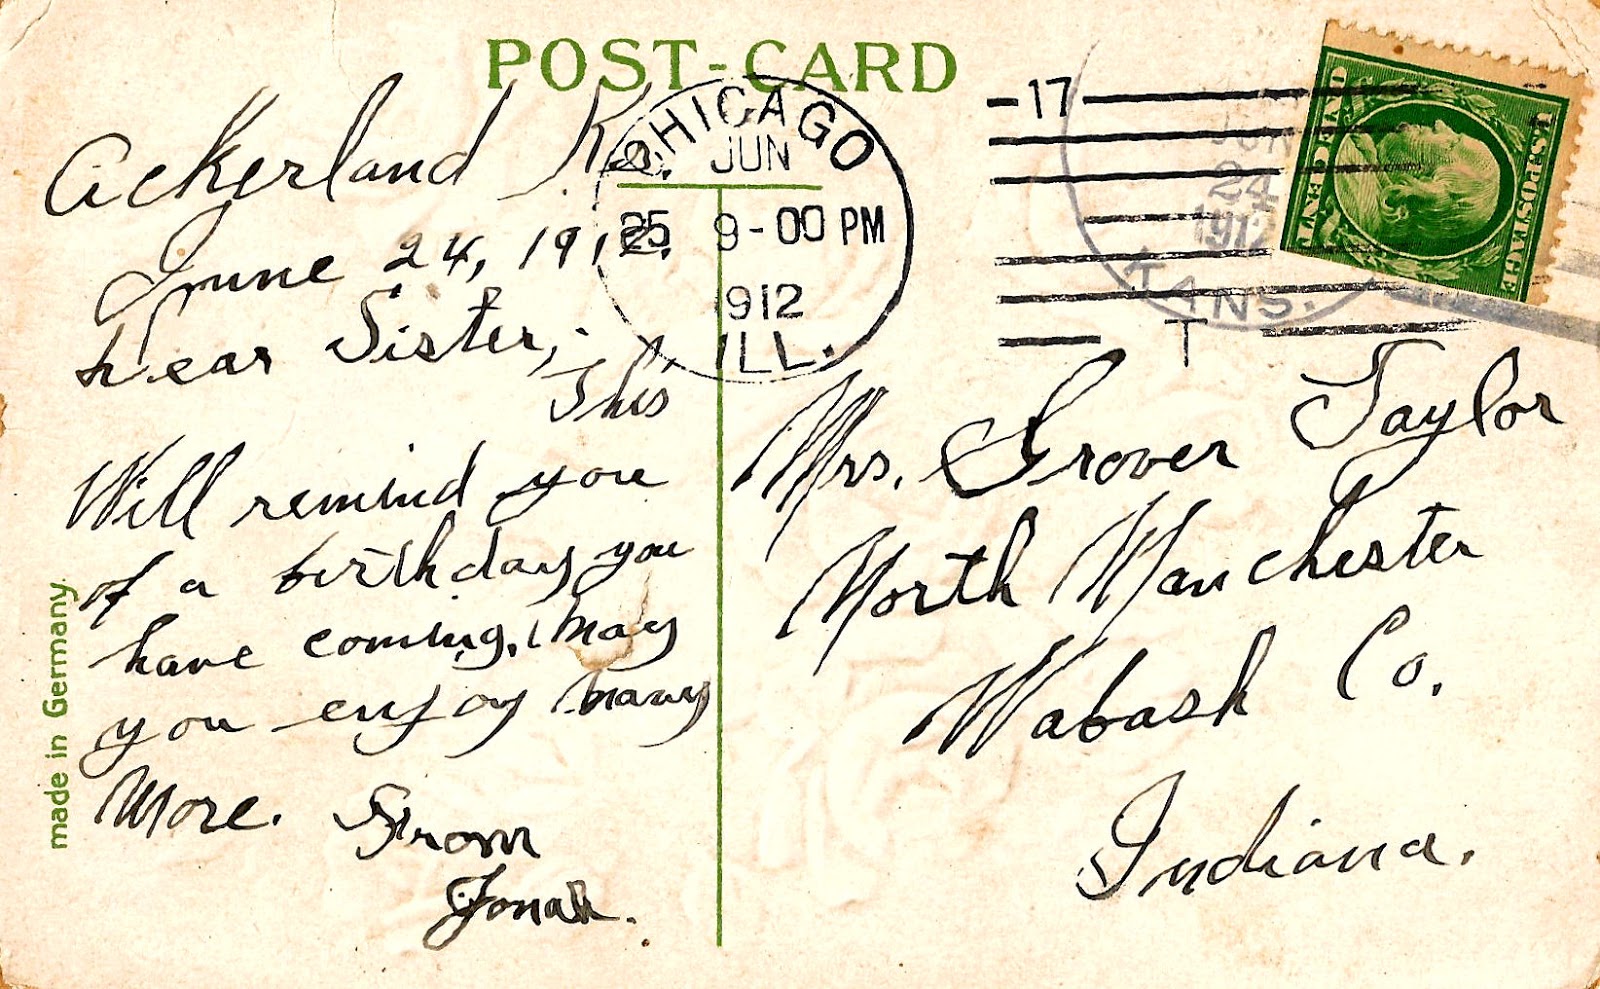 POST-CARD
Ackerland Ks.
June 24, 1912.
Dear Sister,
This
Will remind you
of a birthday you
have coming, may
you enjoy many
More. From
Jonah.
made in Germany.
CHICAGO
JUN
25 9-00 PM
1912
ILL.
17
T
JUN
24
1912
KANS.
U.S. POSTAGE
Mrs. Grover Taylor
North Manchester
Wabash Co.
Indiana.